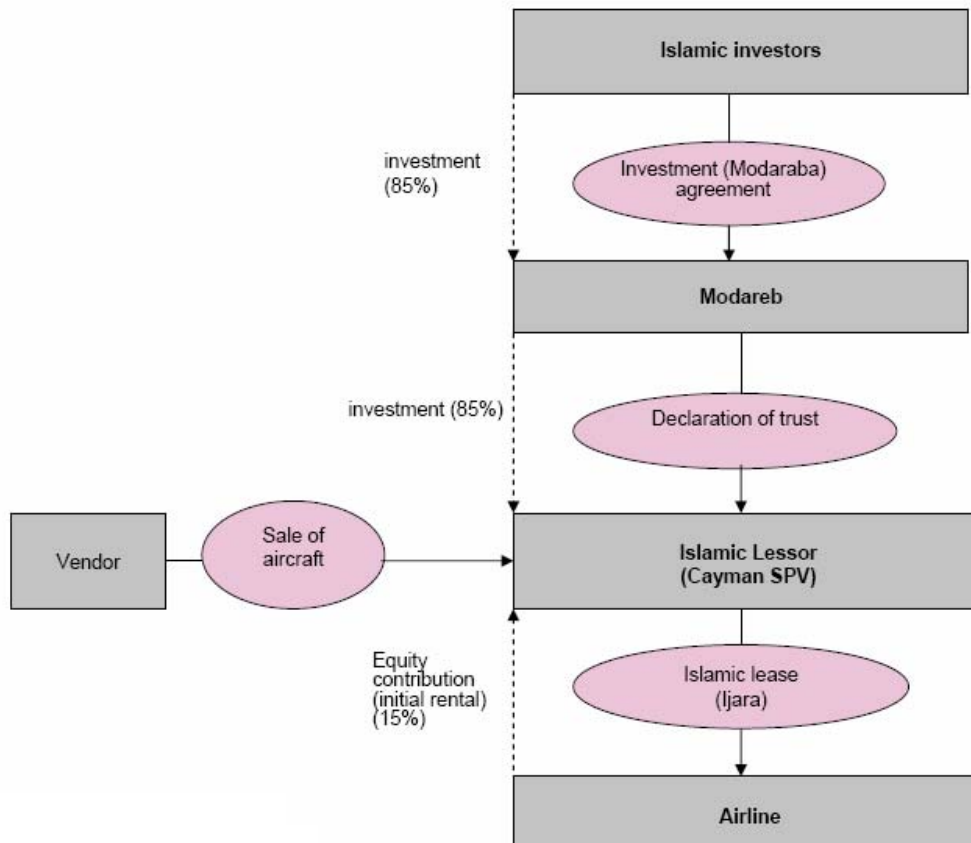 Islamic investors
investment
(85%)
Investment (Modaraba)
agreement
Modareb
investment (85%)
Declaration of trust
Vendor
Sale of
aircraft
Islamic Lessor
(Cayman SPV)
Equity
contribution
(initial rental)
(15%)
Islamic lease
(Ijara)
Airline